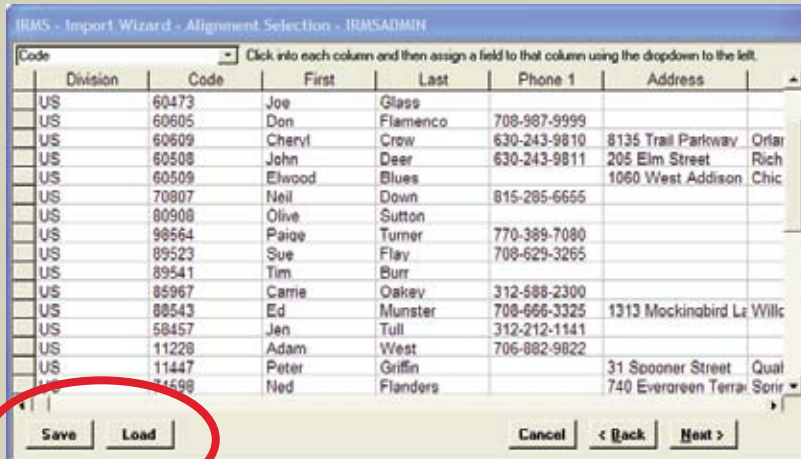 IRMS - Import Wizard - Alignment Selection - IRMSADMIN
Code Click into each column and then assign a field to that column using the dropdown to the left.
Division Code First Last Phone 1 Address
US 60473 Joe Glass
US 60605 Don Flamenco 708-987-9999
US 60609 Cheryl Crow 630-243-9810 8135 Trail Parkway Orlar
US 60508 John Deer 630-243-9811 205 Elm Street Rich
US 60509 Elwood Blues 1060 West Addison Chic
US 70807 Neil Down 815-285-6655
US 80908 Olive Sutton
US 98564 Paige Turner 770-389-7080
US 89523 Sue Flay 708-629-3265
US 89541 Tim Burr
US 85967 Carrie Oakey 312-588-2300
US 88543 Ed Munster 708-666-3325 1313 Mockingbird La Willc
US 58457 Jen Tull 312-212-1141
US 11228 Adam West 706-882-9822
US 11447 Peter Griffin 31 Spooner Street Qual
US 74598 Ned Flanders 740 Evergreen Terrac Sprir
Save Load Cancel < Back Next >